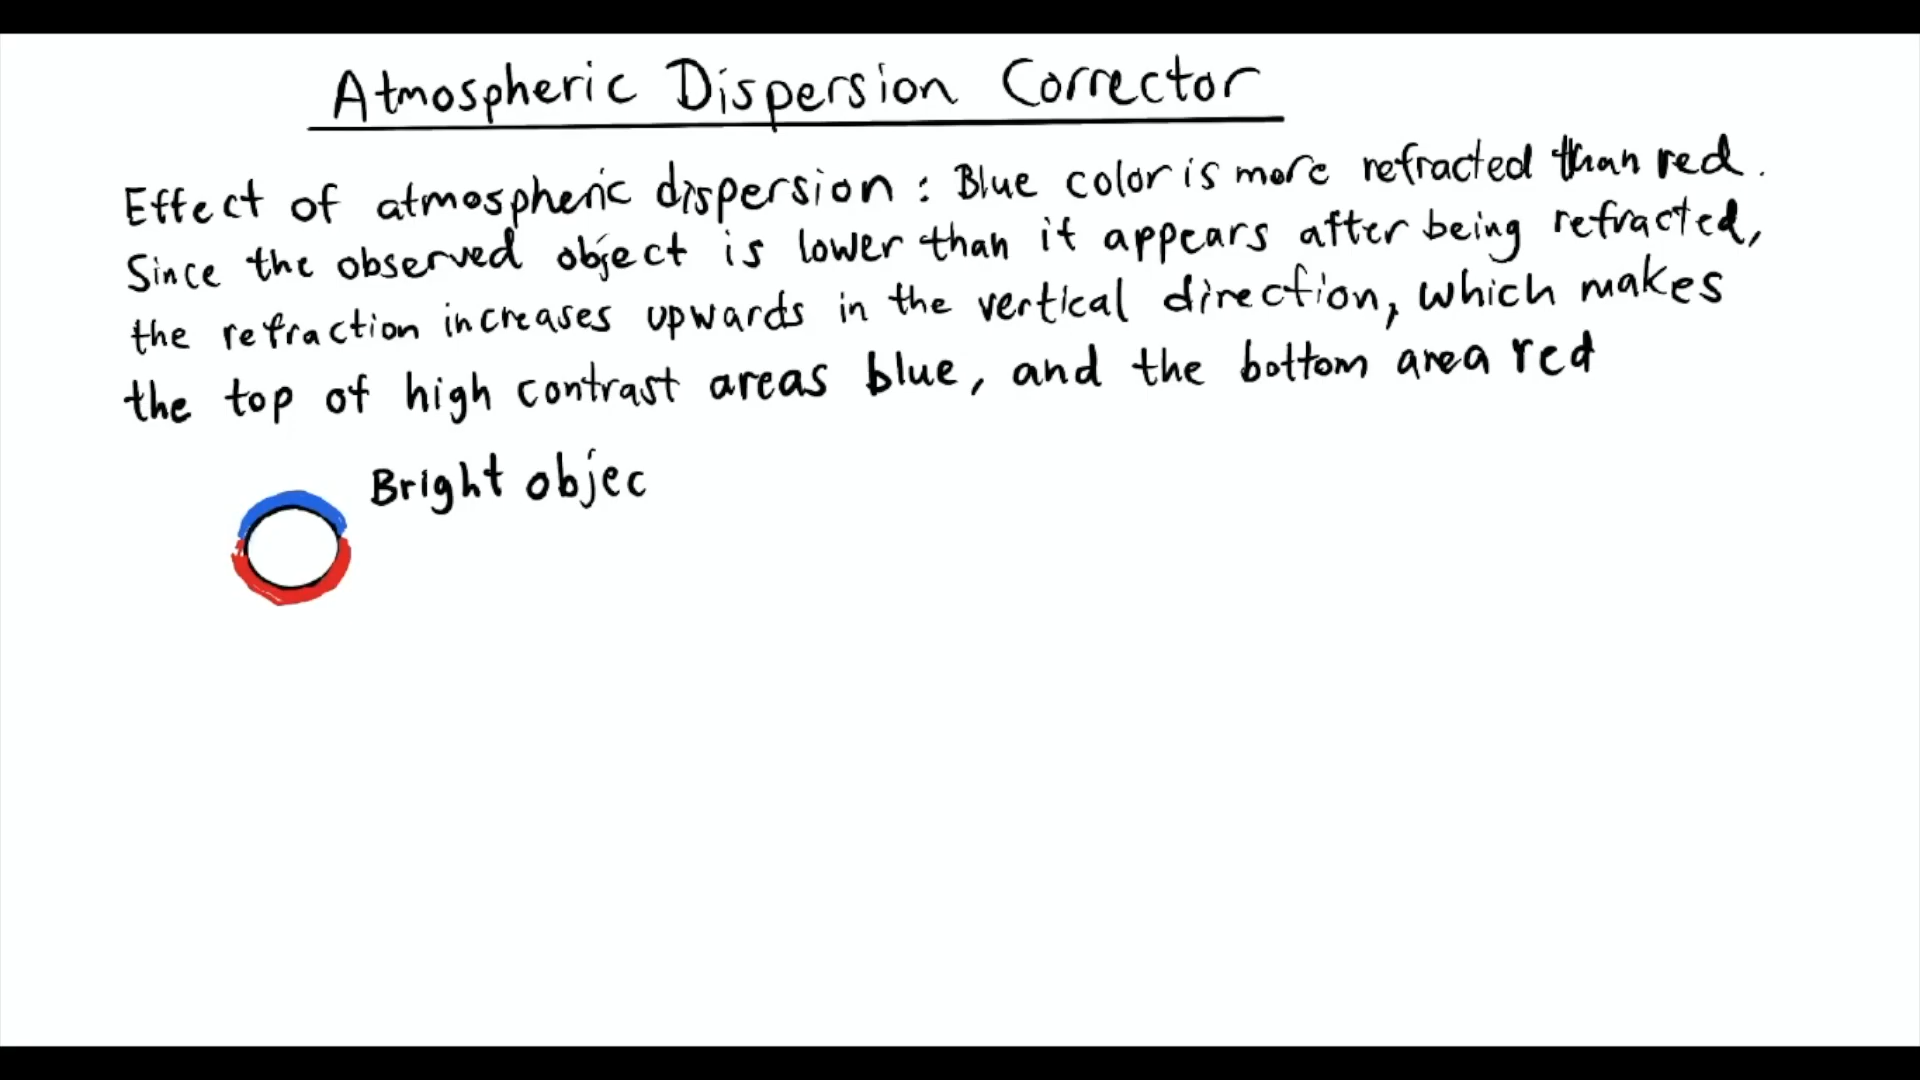 Atmospheric Dispersion Corrector
Effect of atmospheric dispersion : Blue color is more refracted than red.
Since the observed object is lower than it appears after being refracted,
the refraction increases upwards in the vertical direction, which makes
the top of high contrast areas blue, and the bottom area red
Bright objec